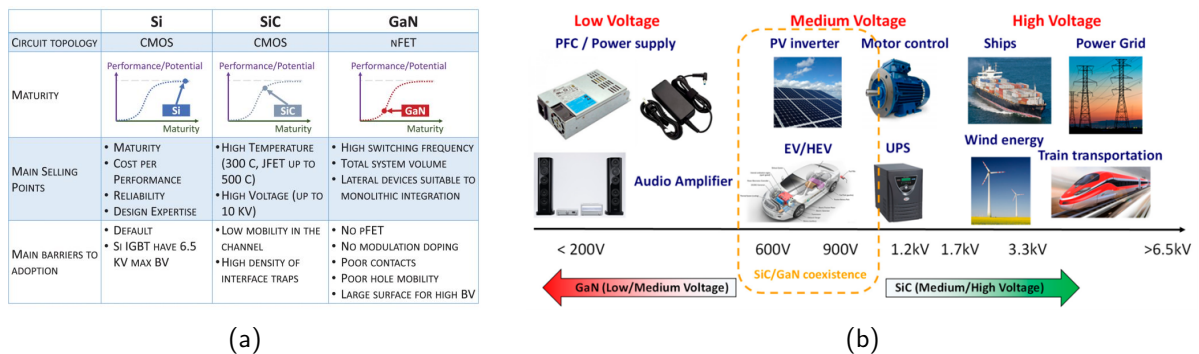 Si SiC GaN
CIRCUIT TOPOLOGY CMOS CMOS NFET
MATURITY
Performance/Potential
Si
Maturity
Performance/Potential
SiC
Maturity
Performance/Potential
GaN
Maturity
MAIN SELLING
POINTS
• MATURITY
• COST PER
PERFORMANCE
• RELIABILITY
• DESIGN EXPERTISE
• HIGH TEMPERATURE
(300 C, JFET UP TO
500 C)
• HIGH VOLTAGE (UP TO
10 KV)
• HIGH SWITCHING FREQUENCY
• TOTAL SYSTEM VOLUME
• LATERAL DEVICES SUITABLE TO
MONOLITHIC INTEGRATION
MAIN BARRIERS TO
ADOPTION
• DEFAULT
• SI IGBT HAVE 6.5
KV MAX BV
• LOW MOBILITY IN THE
CHANNEL
• HIGH DENSITY OF
INTERFACE TRAPS
• NO PFET
• NO MODULATION DOPING
• POOR CONTACTS
• POOR HOLE MOBILITY
• LARGE SURFACE FOR HIGH BV
(a)
Low Voltage Medium Voltage High Voltage
PFC / Power supply PV inverter Motor control Ships Power Grid
Audio Amplifier EV/HEV UPS Wind energy Train transportation
< 200V 600V 900V 1.2kV 1.7kV 3.3kV >6.5kV
SiC/GaN coexistence
GaN (Low/Medium Voltage) SiC (Medium/High Voltage)
(b)